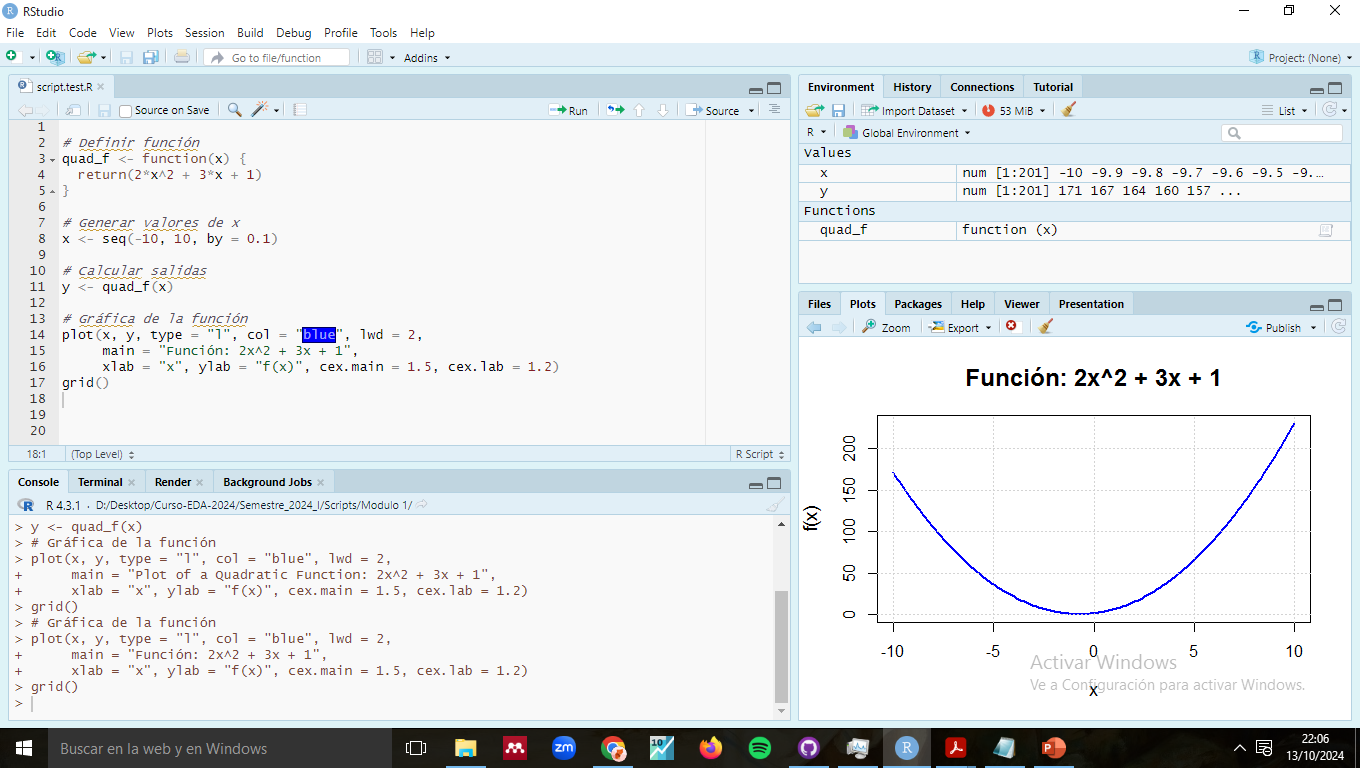 RStudio
File Edit Code View Plots Session Build Debug Profile Tools Help
Go to file/function Addins Project: (None)
script.test.R
Source on Save Run Source
1
2 # Definir función
3 quad_f <- function(x) {
4 return(2*x^2 + 3*x + 1)
5 }
6
7 # Generar valores de x
8 x <- seq(-10, 10, by = 0.1)
9
10 # Calcular salidas
11 y <- quad_f(x)
12
13 # Gráfica de la función
14 plot(x, y, type = "l", col = "blue", lwd = 2,
15 main = "Función: 2x^2 + 3x + 1",
16 xlab = "x", ylab = "f(x)", cex.main = 1.5, cex.lab = 1.2)
17 grid()
18
19
20
18:1 (Top Level) R Script
Console Terminal Render Background Jobs
R 4.3.1 · D:/Desktop/Curso-EDA-2024/Semestre_2024_I/Scripts/Modulo 1/
> y <- quad_f(x)
> # Gráfica de la función
> plot(x, y, type = "l", col = "blue", lwd = 2,
+ main = "Plot of a Quadratic Function: 2x^2 + 3x + 1",
+ xlab = "x", ylab = "f(x)", cex.main = 1.5, cex.lab = 1.2)
> grid()
> # Gráfica de la función
> plot(x, y, type = "l", col = "blue", lwd = 2,
+ main = "Función: 2x^2 + 3x + 1",
+ xlab = "x", ylab = "f(x)", cex.main = 1.5, cex.lab = 1.2)
> grid()
>
Environment History Connections Tutorial
Import Dataset 53 MiB List
R Global Environment
Values
x num [1:201] -10 -9.9 -9.8 -9.7 -9.6 -9.5 -9.…
y num [1:201] 171 167 164 160 157 ...
Functions
quad_f function (x)
Files Plots Packages Help Viewer Presentation
Zoom Export Publish
Función: 2x^2 + 3x + 1
f(x)
200
150
100
50
0
-10 -5 0 5 10
x
Activar Windows
Ve a Configuración para activar Windows.
Buscar en la web y en Windows
zm
10
R
P
22:06
13/10/2024